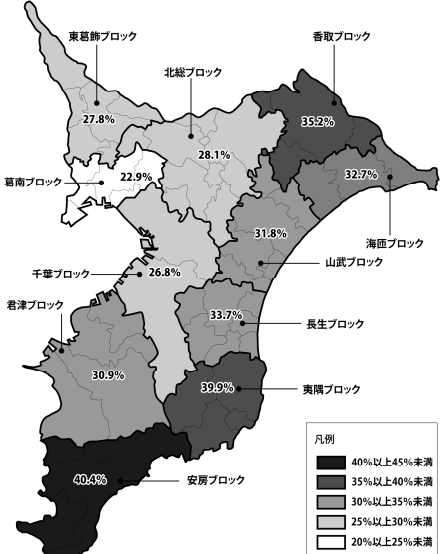 東葛飾ブロック
27.8%
北総ブロック
28.1%
香取ブロック
35.2%
葛南ブロック
22.9%
32.7%
海匝ブロック
31.8%
山武ブロック
千葉ブロック
26.8%
君津ブロック
30.9%
33.7%
長生ブロック
39.9%
夷隅ブロック
40.4%
安房ブロック
凡例
40%以上45%未満
35%以上40%未満
30%以上35%未満
25%以上30%未満
20%以上25%未満